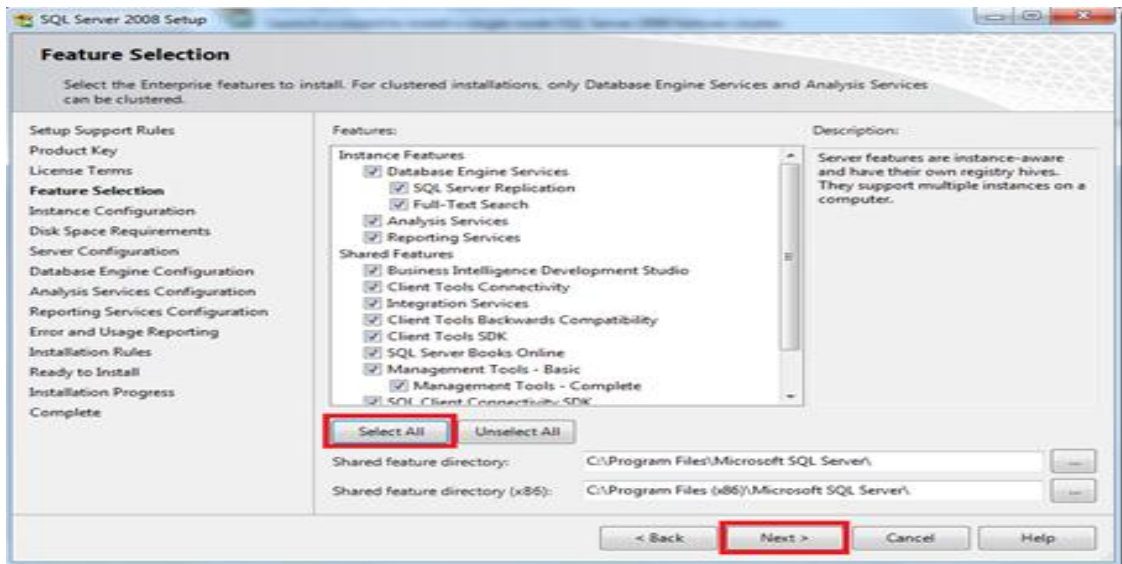 SQL Server 2008 Setup
Feature Selection
Select the Enterprise features to install. For clustered installations, only Database Engine Services and Analysis Services
can be clustered.
Setup Support Rules
Product Key
License Terms
Feature Selection
Instance Configuration
Disk Space Requirements
Server Configuration
Database Engine Configuration
Analysis Services Configuration
Reporting Services Configuration
Error and Usage Reporting
Installation Rules
Ready to Install
Installation Progress
Complete
Features:
Instance Features
Database Engine Services
SQL Server Replication
Full-Text Search
Analysis Services
Reporting Services
Shared Features
Business Intelligence Development Studio
Client Tools Connectivity
Integration Services
Client Tools Backwards Compatibility
Client Tools SDK
SQL Server Books Online
Management Tools - Basic
Management Tools - Complete
SQL Client Connectivity SDK
Description:
Server features are instance-aware
and have their own registry hives.
They support multiple instances on a
computer.
Select All
Unselect All
Shared feature directory:
C:\Program Files\Microsoft SQL Server\
...
Shared feature directory (x86):
C:\Program Files (x86)\Microsoft SQL Server\
...
< Back
Next >
Cancel
Help